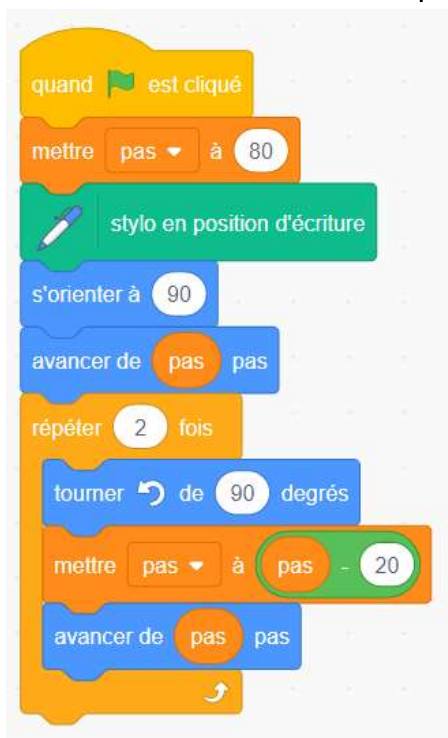 quand est cliqué
mettre pas à 80
stylo en position d'écriture
s'orienter à 90
avancer de pas pas
répéter 2 fois
tourner de 90 degrés
mettre pas à pas - 20
avancer de pas pas